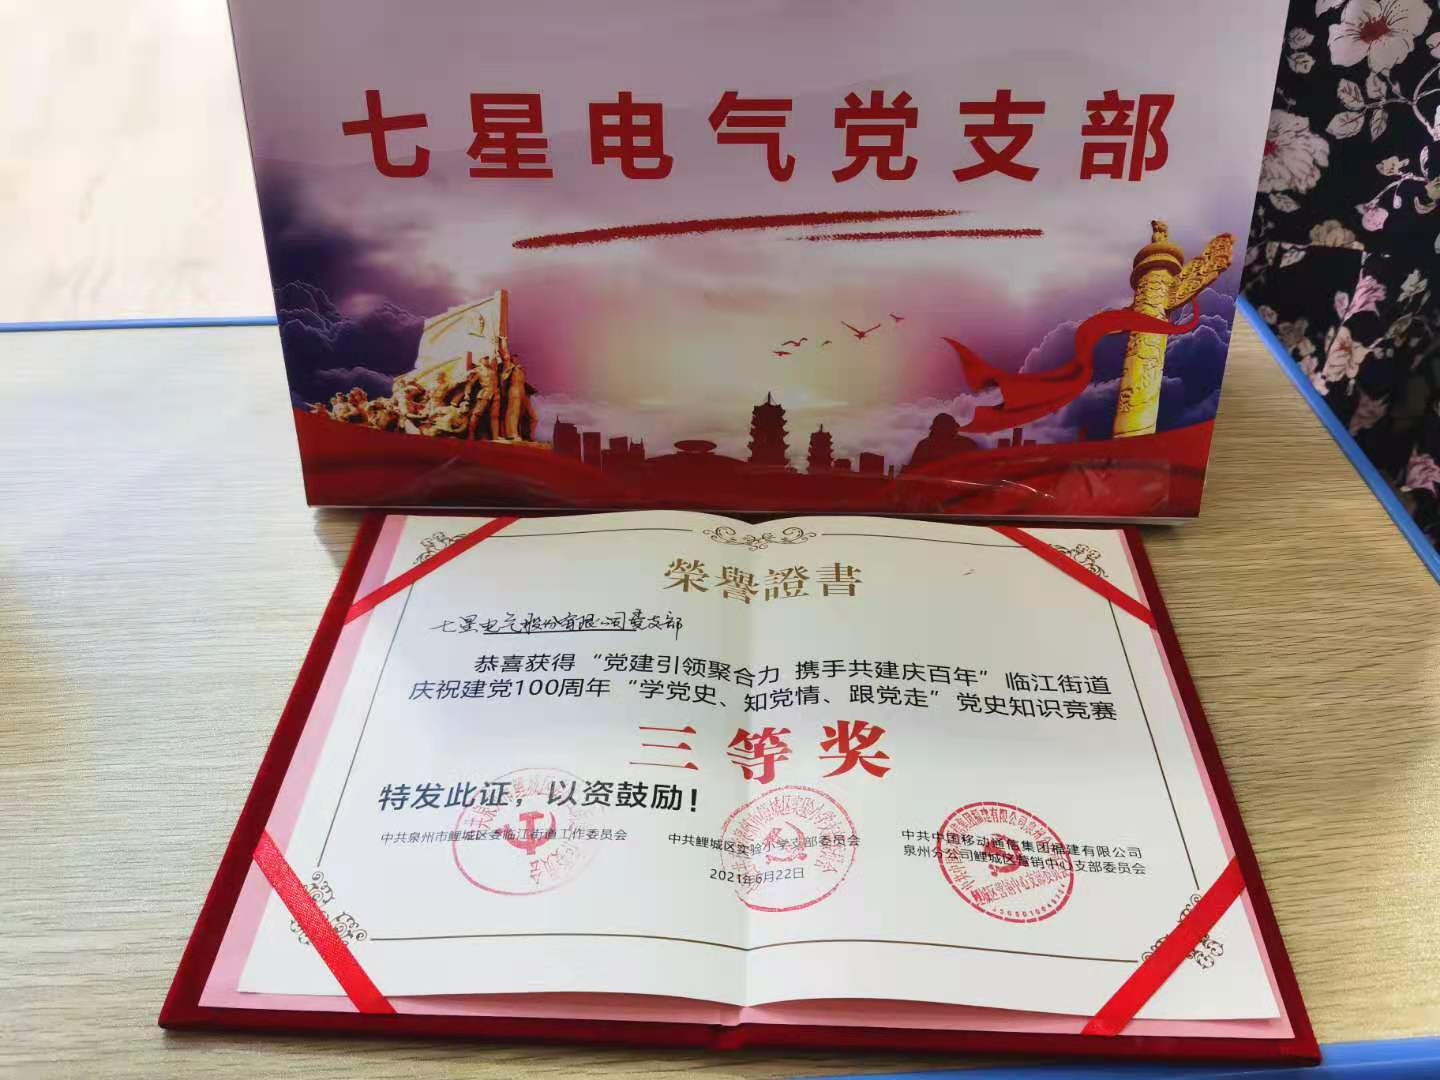 七星电气党支部
榮譽證書
七星电气股份有限公司党支部
恭喜获得“党建引领聚合力 携手共建庆百年”临江街道
庆祝建党100周年“学党史、知党情、跟党走”党史知识竞赛
三等奖
特发此证，以资鼓励！
中共泉州市鲤城区委临江街道工作委员会
中共鲤城区实验小学支部委员会
中共中国移动通信集团福建有限公司
泉州分公司鲤城区营销中心支部委员会
2021年6月22日